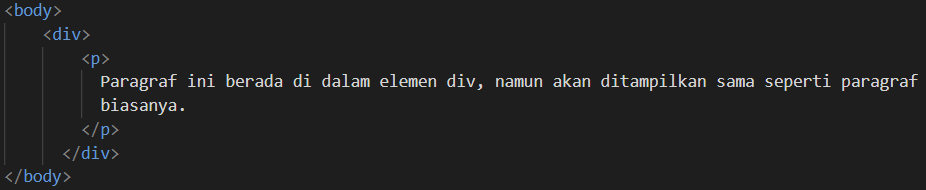 <body>
<div>
<p>
Paragraf ini berada di dalam elemen div, namun akan ditampilkan sama seperti paragraf
biasanya.
</p>
</div>
</body>